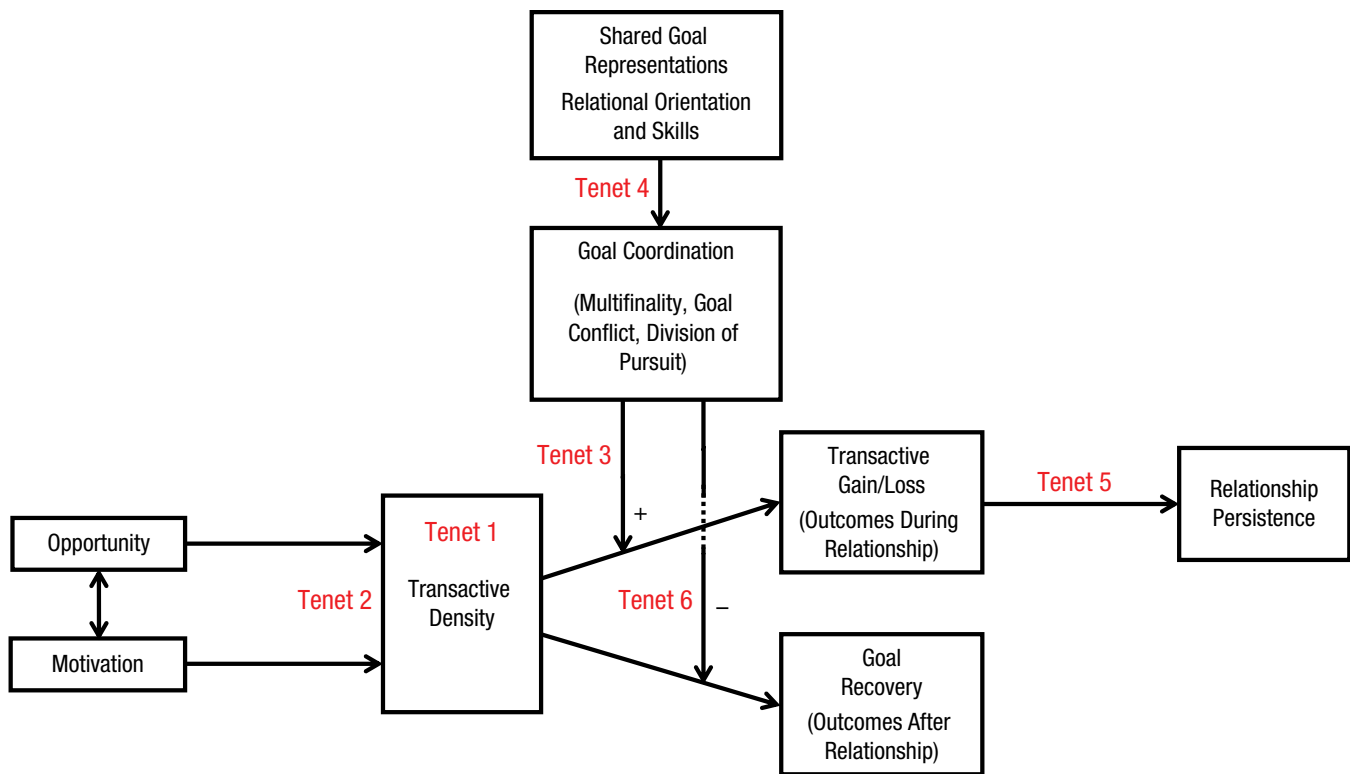 Shared Goal
Representations
Relational Orientation
and Skills
Tenet 4
Goal Coordination
(Multifinality, Goal
Conflict, Division of
Pursuit)
Tenet 3
+
Tenet 6
–
Opportunity
Motivation
Tenet 2
Tenet 1
Transactive
Density
Transactive
Gain/Loss
(Outcomes During
Relationship)
Tenet 5
Relationship
Persistence
Goal
Recovery
(Outcomes After
Relationship)